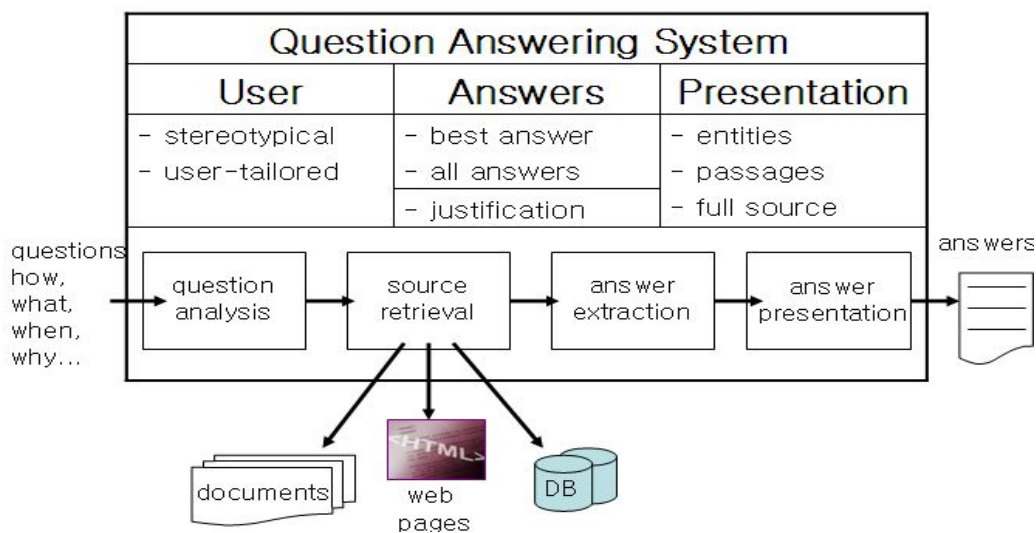 Question Answering System
User
Answers
Presentation
- stereotypical
- user-tailored
- best answer
- all answers
- justification
- entities
- passages
- full source
questions
how,
what,
when,
why...
question
analysis
source
retrieval
answer
extraction
answer
presentation
answers
documents
<HTML>
web
pages
DB